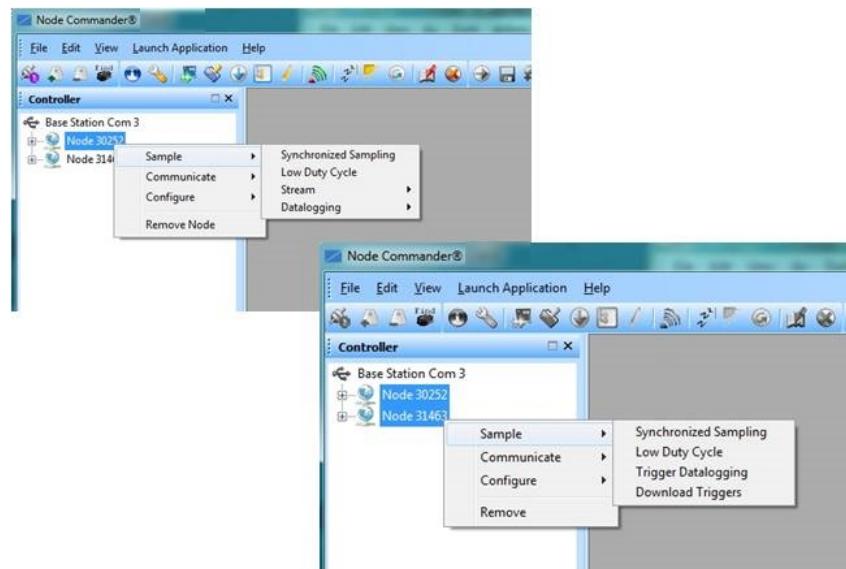 Node Commander®
File Edit View Launch Application Help
Find
Controller
Base Station Com 3
Node 30252
Node 314
Sample
Communicate
Configure
Remove Node
Synchronized Sampling
Low Duty Cycle
Stream
Datalogging
Node Commander®
File Edit View Launch Application Help
Find
Controller
Base Station Com 3
Node 30252
Node 31463
Sample
Communicate
Configure
Remove
Synchronized Sampling
Low Duty Cycle
Trigger Datalogging
Download Triggers